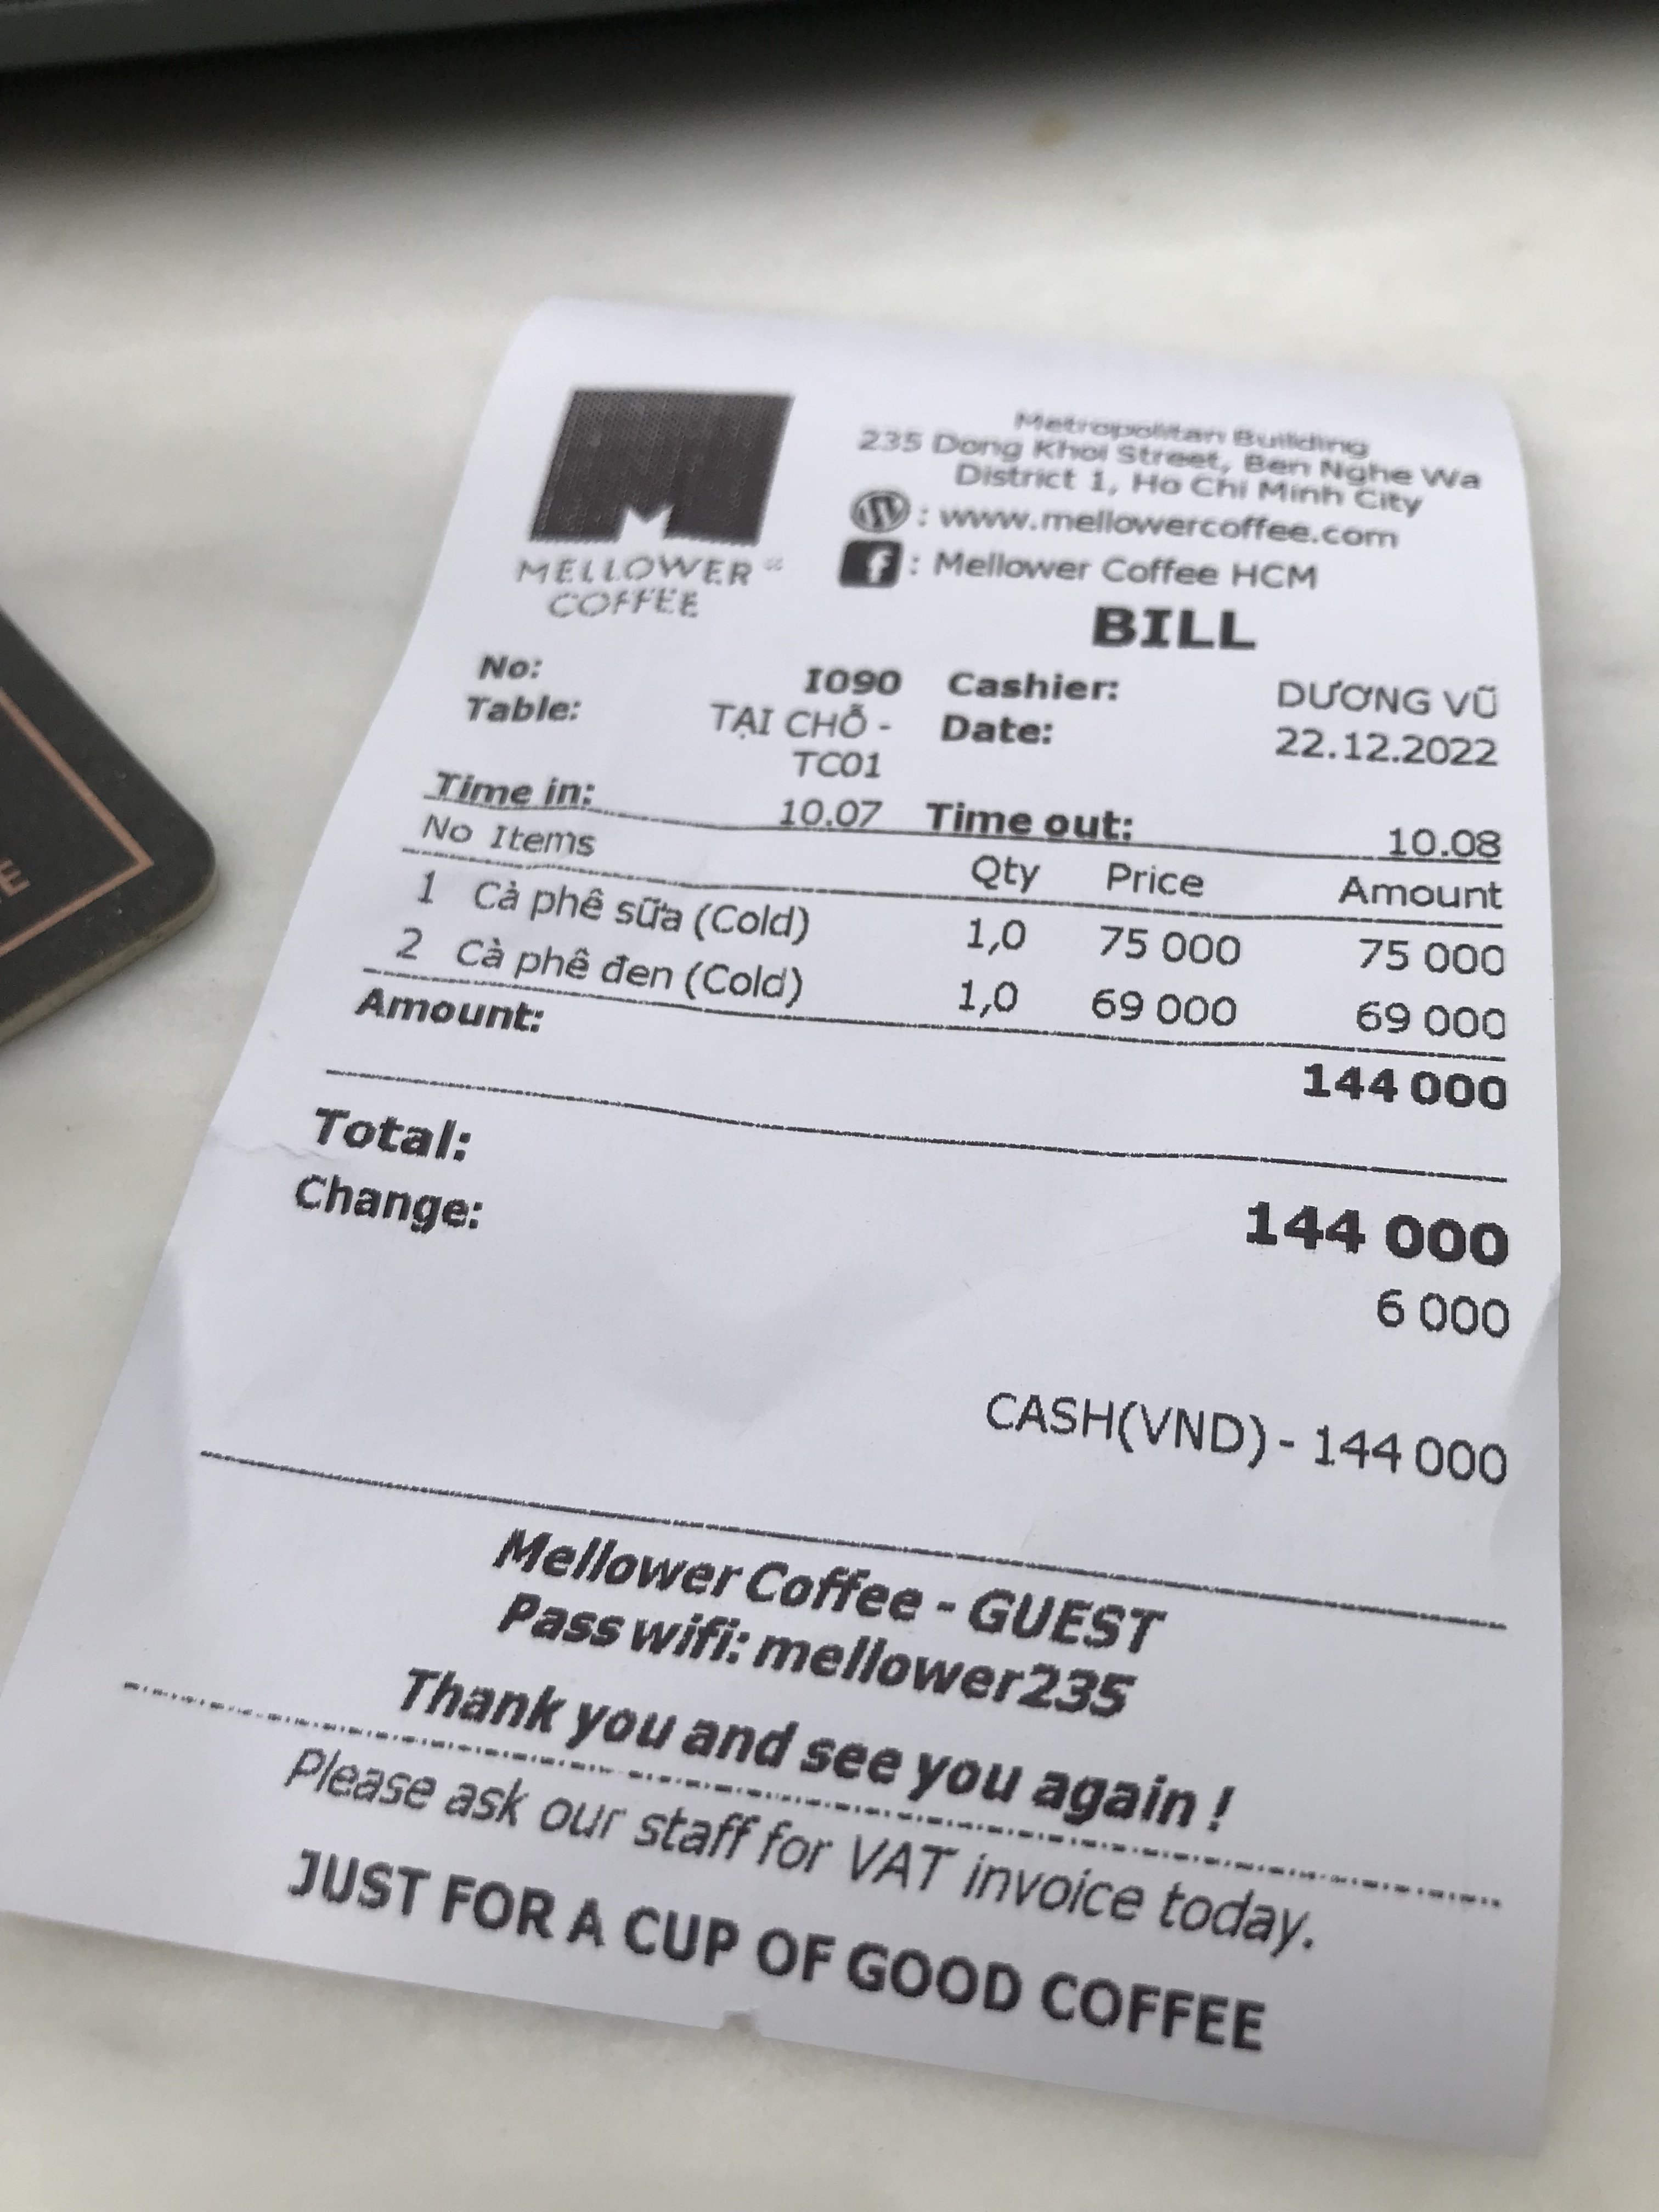 MELLOWER
COFFEE
Metropolitan Building
235 Dong Khoi Street, Ben Nghe Wa
District 1, Ho Chi Minh City
: www.mellowercoffee.com
f : Mellower Coffee HCM
BILL
No: I090 Cashier: DƯƠNG VŨ
Table: TẠI CHỖ - Date: 22.12.2022
TC01
Time in: 10.07 Time out: 10.08
No Items Qty Price Amount
1 Cà phê sữa (Cold) 1,0 75 000 75 000
2 Cà phê đen (Cold) 1,0 69 000 69 000
Amount: 144 000
Total: 144 000
Change: 6 000
CASH(VND) - 144 000
Mellower Coffee - GUEST
Pass wifi: mellower235
Thank you and see you again !
Please ask our staff for VAT invoice today.
JUST FOR A CUP OF GOOD COFFEE